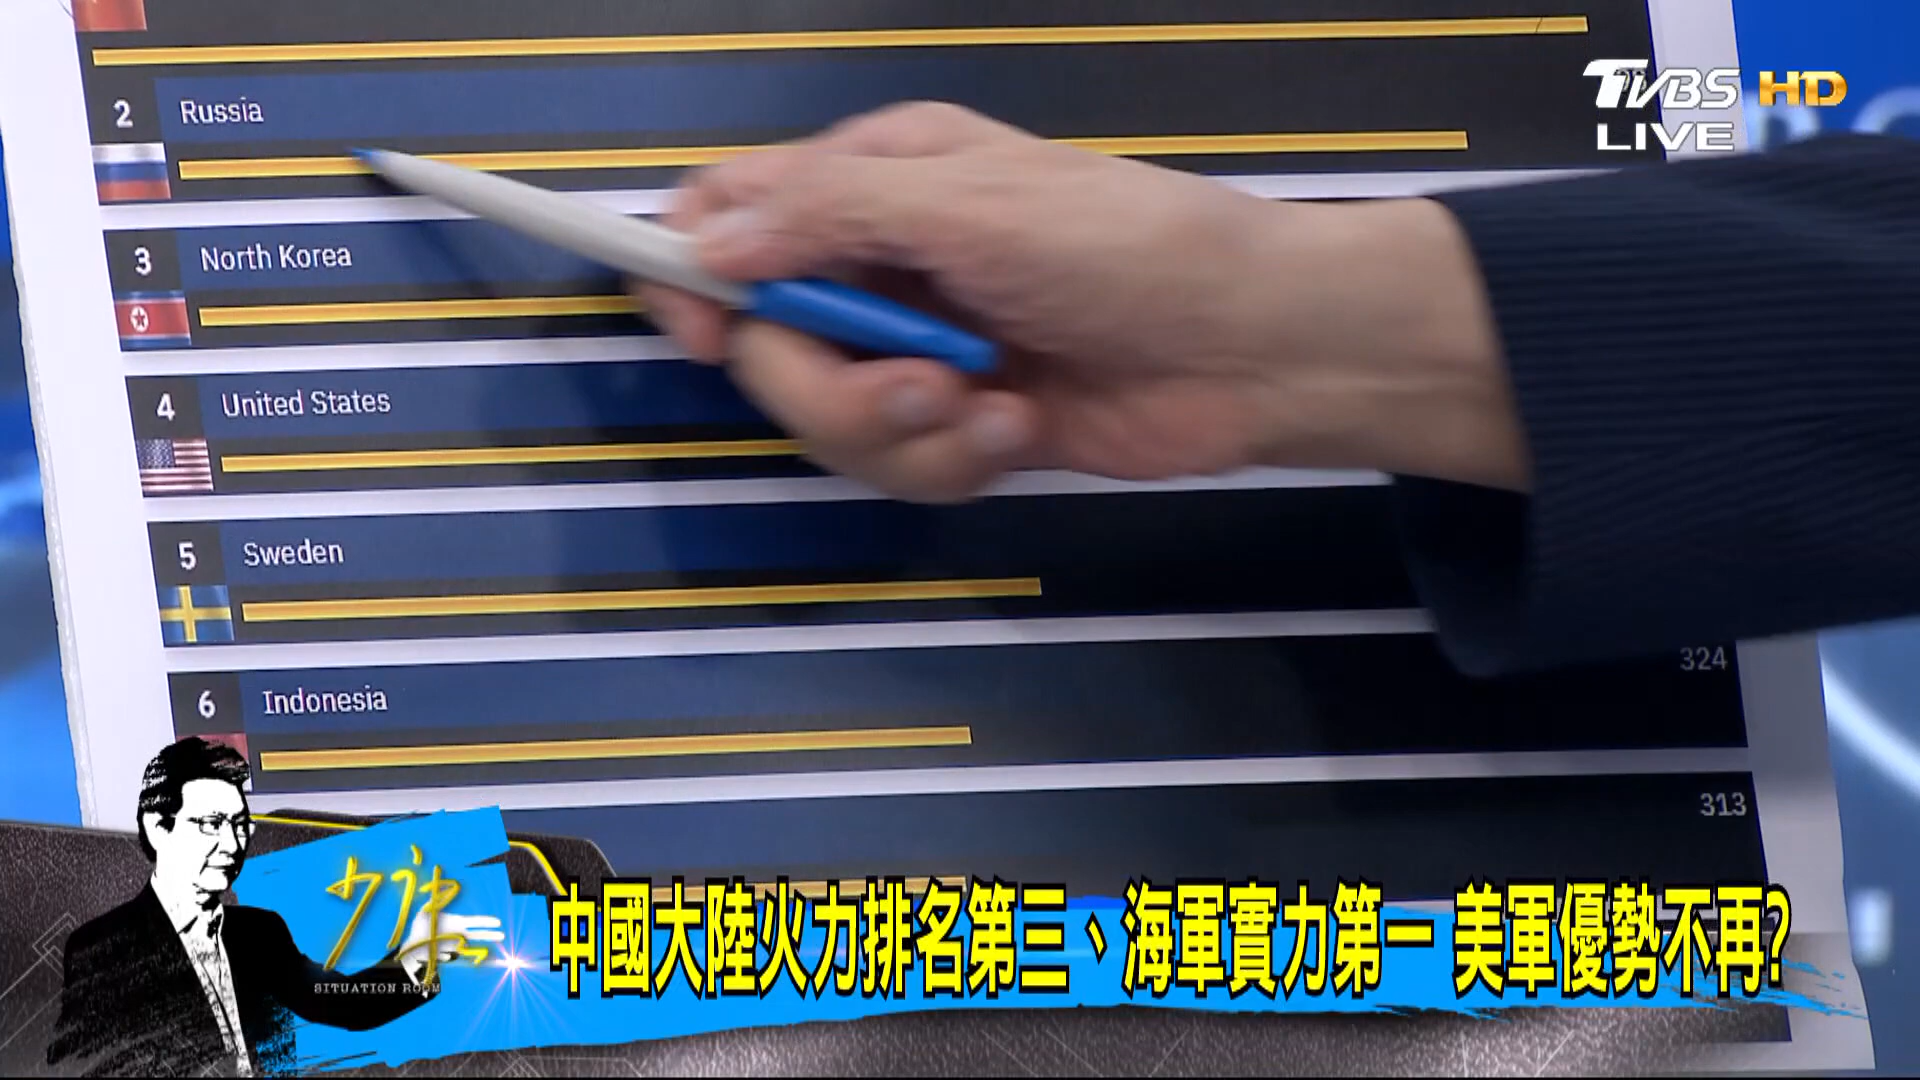 TVBS HD
LIVE
2 Russia
3 North Korea
4 United States
5 Sweden
324
6 Indonesia
313
少康
SITUATION ROOM
中國大陸火力排名第三、海軍實力第一 美軍優勢不再?